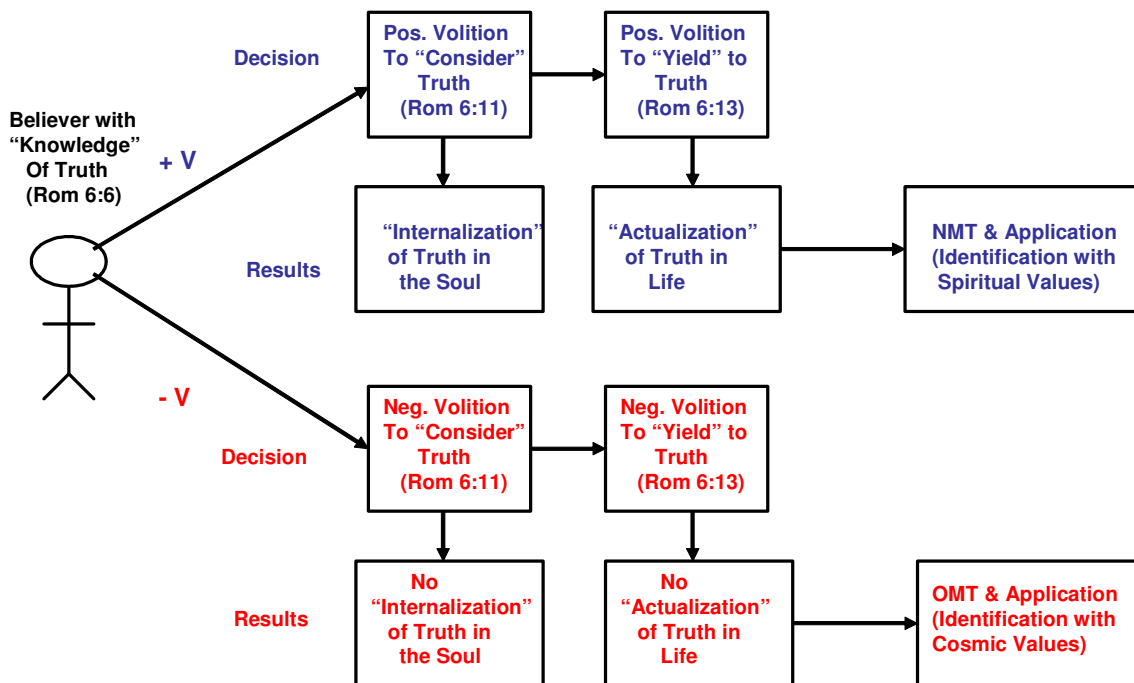 Decision
Pos. Volition
To “Consider”
Truth
(Rom 6:11)
Pos. Volition
To “Yield” to
Truth
(Rom 6:13)
Believer with
“Knowledge”
Of Truth
(Rom 6:6)
+ V
Results
“Internalization”
of Truth in
the Soul
“Actualization”
of Truth in
Life
NMT & Application
(Identification with
Spiritual Values)
- V
Decision
Neg. Volition
To “Consider”
Truth
(Rom 6:11)
Neg. Volition
To “Yield” to
Truth
(Rom 6:13)
Results
No
“Internalization”
of Truth in
the Soul
No
“Actualization”
of Truth in
Life
OMT & Application
(Identification with
Cosmic Values)